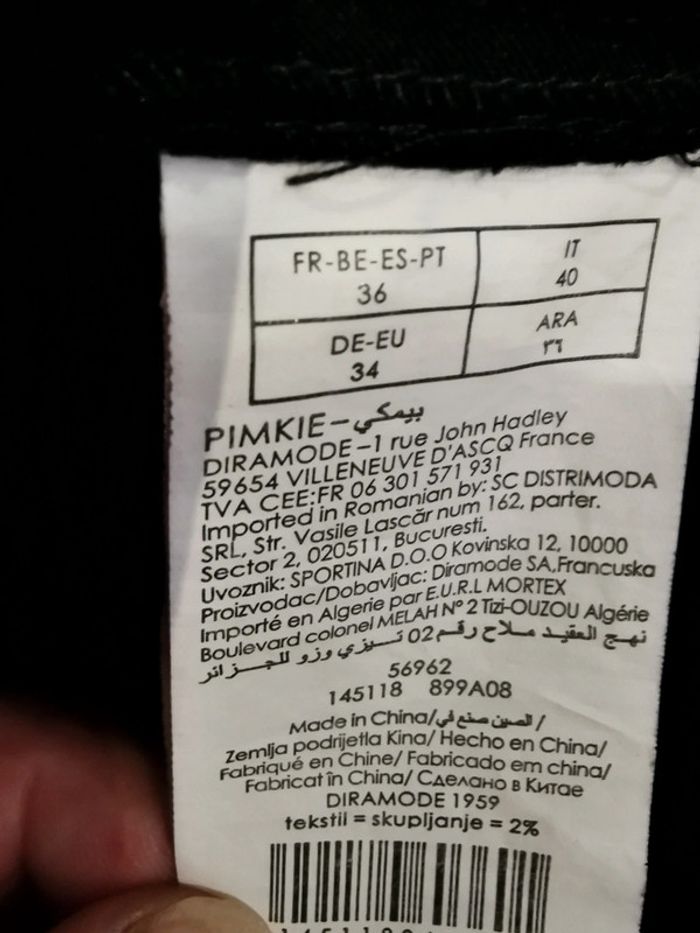 FR-BE-ES-PT
36
IT
40
DE-EU
34
ARA
٣٦
PIMKIE-بيمكي
DIRAMODE-1 rue John Hadley
59654 VILLENEUVE D'ASCQ France
TVA CEE:FR 06 301 571 931
Imported in Romanian by: SC DISTRIMODA
SRL, Str. Vasile Lascăr num 162, parter.
Sector 2, 020511, Bucuresti.
Uvoznik: SPORTINA D.O.O Kovinska 12, 10000
Proizvodac/Dobavljac: Diramode SA,Francuska
Importé en Algerie par E.U.R.L MORTEX
Boulevard colonel MELAH N° 2 Tizi-OUZOU Algérie
نهج العقيد ملاح رقم 02 تيزي وزو للجزائر
56962
145118 899A08
Made in China/الصين صنع في/
Zemlja podrijetla Kina/ Hecho en China/
Fabriqué en Chine/ Fabricado em china/
Fabricat în China/ Сделано в Китае
DIRAMODE 1959
tekstil = skupljanje = 2%